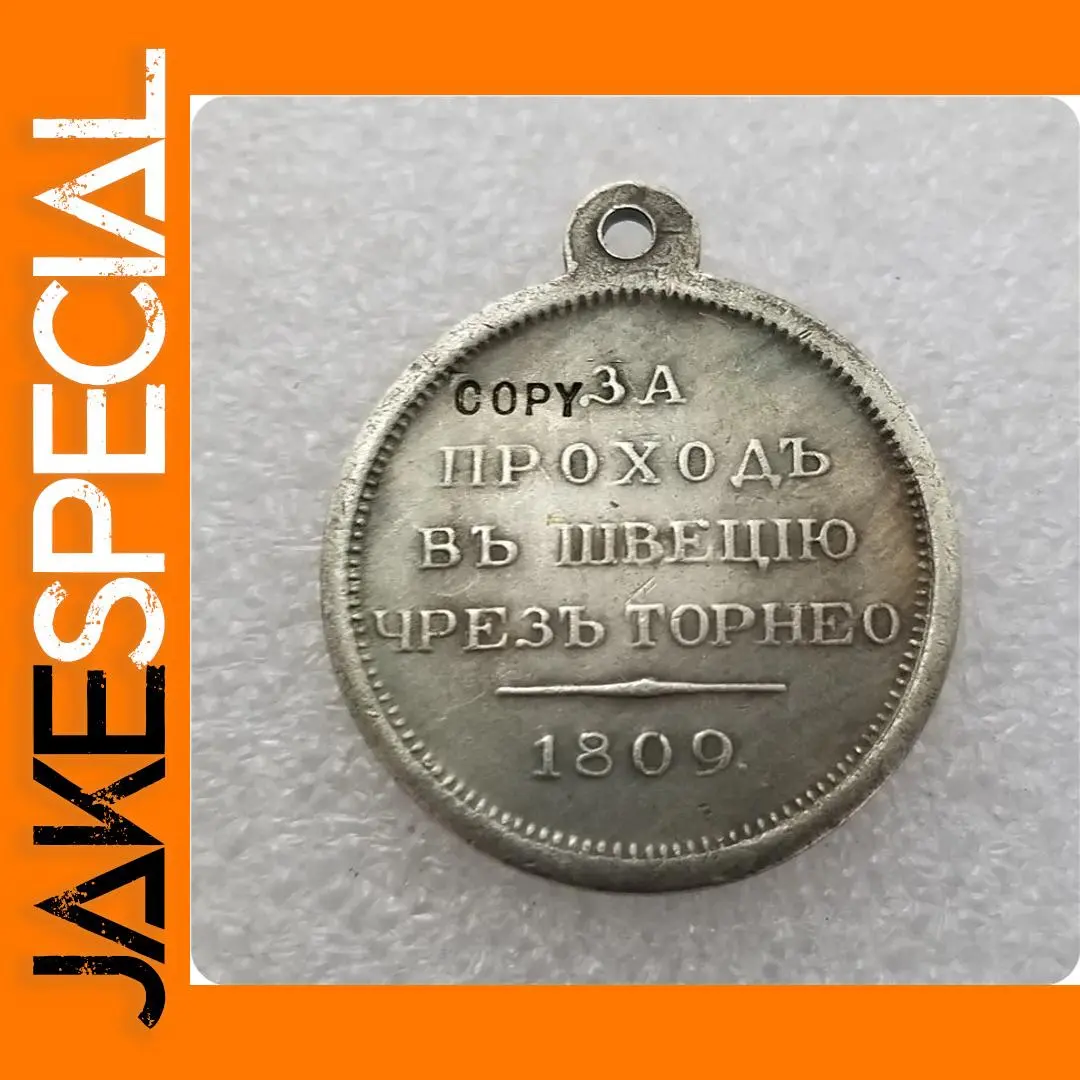 JAKESPECIAL
COPY
ЗА
ПРОХОДЪ
ВЪ ШВЕЦІЮ
ЧРЕЗЪ ТОРНЕО
1809.